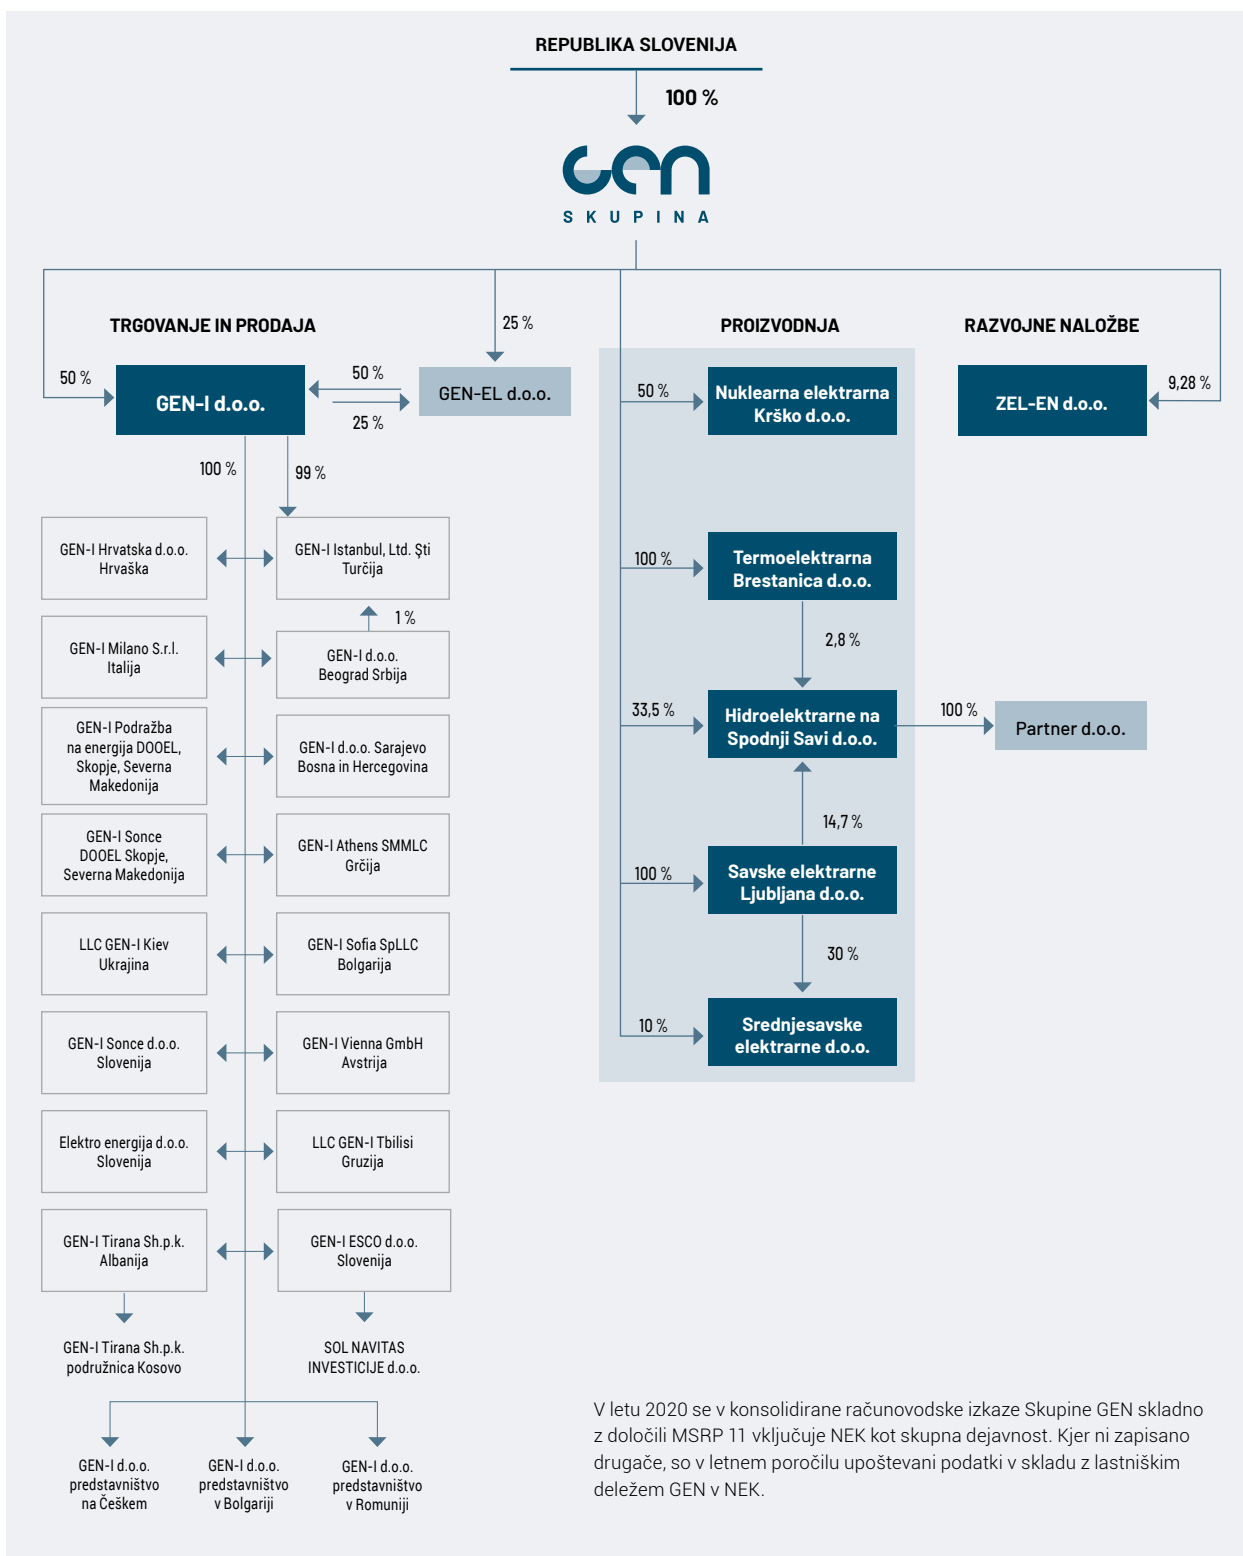 REPUBLIKA SLOVENIJA
100 %
gen
SKUPINA
TRGOVANJE IN PRODAJA
25 %
PROIZVODNJA
RAZVOJNE NALOŽBE
50 %
GEN-I d.o.o.
50 %
25 %
GEN-EL d.o.o.
50 %
Nuklearna elektrarna
Krško d.o.o.
ZEL-EN d.o.o.
9,28 %
100 %
99 %
GEN-I Hrvatska d.o.o.
Hrvaška
GEN-I Istanbul, Ltd. Şti
Turčija
1 %
GEN-I Milano S.r.l.
Italija
GEN-I d.o.o.
Beograd Srbija
GEN-I Podražba
na energija DOOEL,
Skopje, Severna
Makedonija
GEN-I d.o.o. Sarajevo
Bosna in Hercegovina
GEN-I Sonce
DOOEL Skopje,
Severna Makedonija
GEN-I Athens SMMLC
Grčija
LLC GEN-I Kiev
Ukrajina
GEN-I Sofia SpLLC
Bolgarija
GEN-I Sonce d.o.o.
Slovenija
GEN-I Vienna GmbH
Avstrija
Elektro energija d.o.o.
Slovenija
LLC GEN-I Tbilisi
Gruzija
GEN-I Tirana Sh.p.k.
Albanija
GEN-I ESCO d.o.o.
Slovenija
GEN-I Tirana Sh.p.k.
podružnica Kosovo
SOL NAVITAS
INVESTICIJE d.o.o.
GEN-I d.o.o.
predstavništvo
na Češkem
GEN-I d.o.o.
predstavništvo
v Bolgariji
GEN-I d.o.o.
predstavništvo
v Romuniji
100 %
Termoelektrarna
Brestanica d.o.o.
2,8 %
33,5 %
Hidroelektrarne na
Spodnji Savi d.o.o.
100 %
Partner d.o.o.
14,7 %
100 %
Savske elektrarne
Ljubljana d.o.o.
30 %
10 %
Srednjesavske
elektrarne d.o.o.
V letu 2020 se v konsolidirane računovodske izkaze Skupine GEN skladno
z določili MSRP 11 vključuje NEK kot skupna dejavnost. Kjer ni zapisano
drugače, so v letnem poročilu upoštevani podatki v skladu z lastniškim
deležem GEN v NEK.